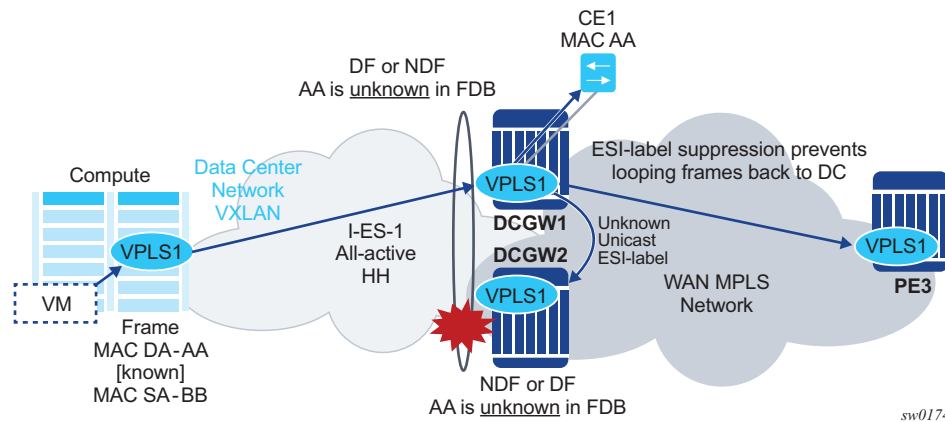 CE1
MAC AA
DF or NDF
AA is unknown in FDB
ESI-label suppression prevents
looping frames back to DC
Compute
Data Center
Network
VXLAN
VPLS1
VPLS1
VPLS1
I-ES-1
All-active
HH
DCGW1
DCGW2
Unknown
Unicast
ESI-label
VPLS1
PE3
VPLS1
WAN MPLS
Network
VM
Frame
MAC DA-AA
[known]
MAC SA-BB
NDF or DF
AA is unknown in FDB
sw0174